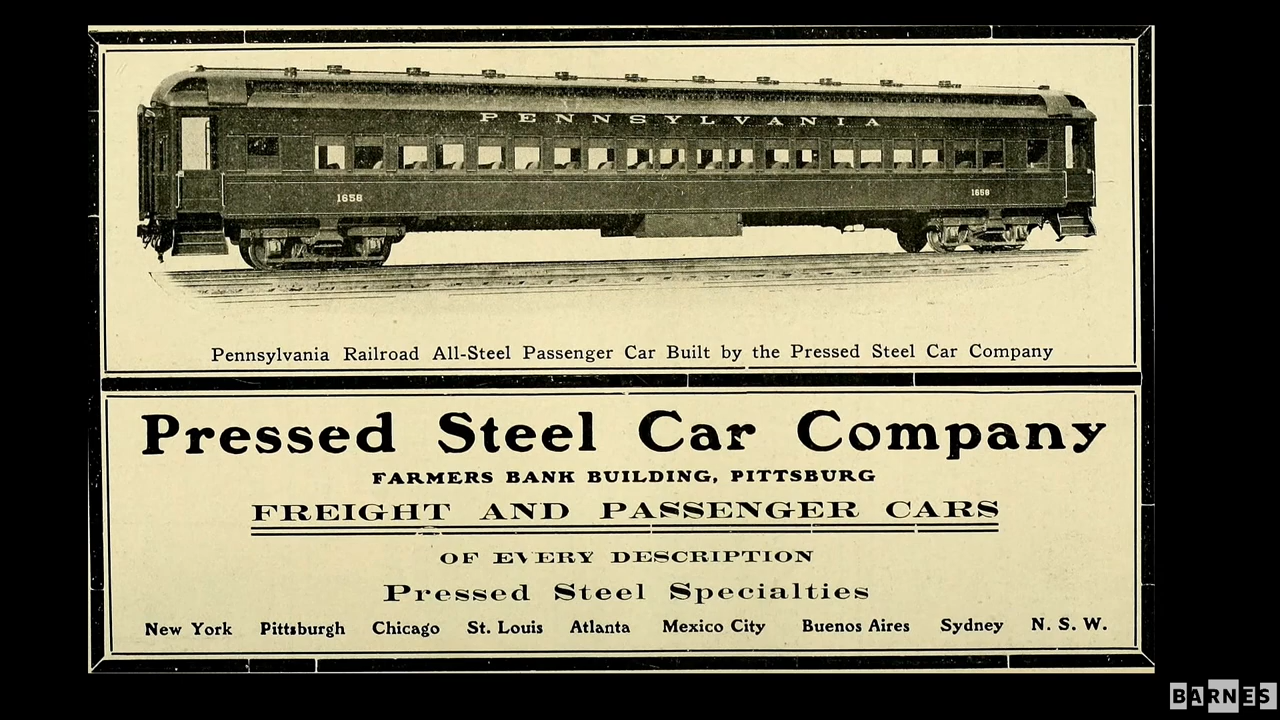 PENNSYLVANIA
1658 1658
Pennsylvania Railroad All-Steel Passenger Car Built by the Pressed Steel Car Company
Pressed Steel Car Company
FARMERS BANK BUILDING, PITTSBURG
FREIGHT AND PASSENGER CARS
OF EVERY DESCRIPTION
Pressed Steel Specialties
New York Pittsburgh Chicago St. Louis Atlanta Mexico City Buenos Aires Sydney N. S. W.
BARNES